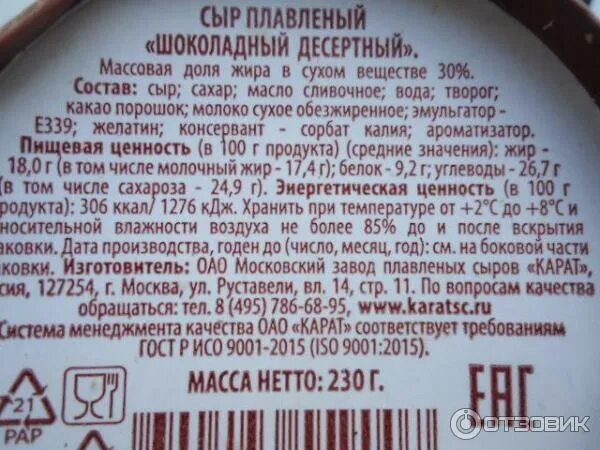 СЫР ПЛАВЛЕНЫЙ
«ШОКОЛАДНЫЙ ДЕСЕРТНЫЙ».
Массовая доля жира в сухом веществе 30%.
Состав: сыр; сахар; масло сливочное; вода; творог;
какао порошок; молоко сухое обезжиренное; эмульгатор -
Е339; желатин; консервант - сорбат калия; ароматизатор.
Пищевая ценность (в 100 г продукта) (средние значения): жир -
18,0 г (в том числе молочный жир - 17,4 г); белок - 9,2 г; углеводы - 26,7 г
(в том числе сахароза - 24,9 г). Энергетическая ценность (в 100 г
продукта): 306 ккал/ 1276 кДж. Хранить при температуре от +2°С до +8°С и
носительной влажности воздуха не более 85% до и после вскрытия
аковки. Дата производства, годен до (число, месяц, год): см. на боковой части
ковки. Изготовитель: ОАО Московский завод плавленых сыров «КАРАТ»,
сия, 127254, г. Москва, ул. Руставели, вл. 14, стр. 11. По вопросам качества
обращаться: тел. 8 (495) 786-68-95, www.karatsc.ru
Система менеджмента качества ОАО «КАРАТ» соответствует требованиям
ГОСТ Р ИСО 9001-2015 (ISO 9001:2015).
МАССА НЕТТО: 230 Г.
21
PAP
EAC
ОТЗОВИК